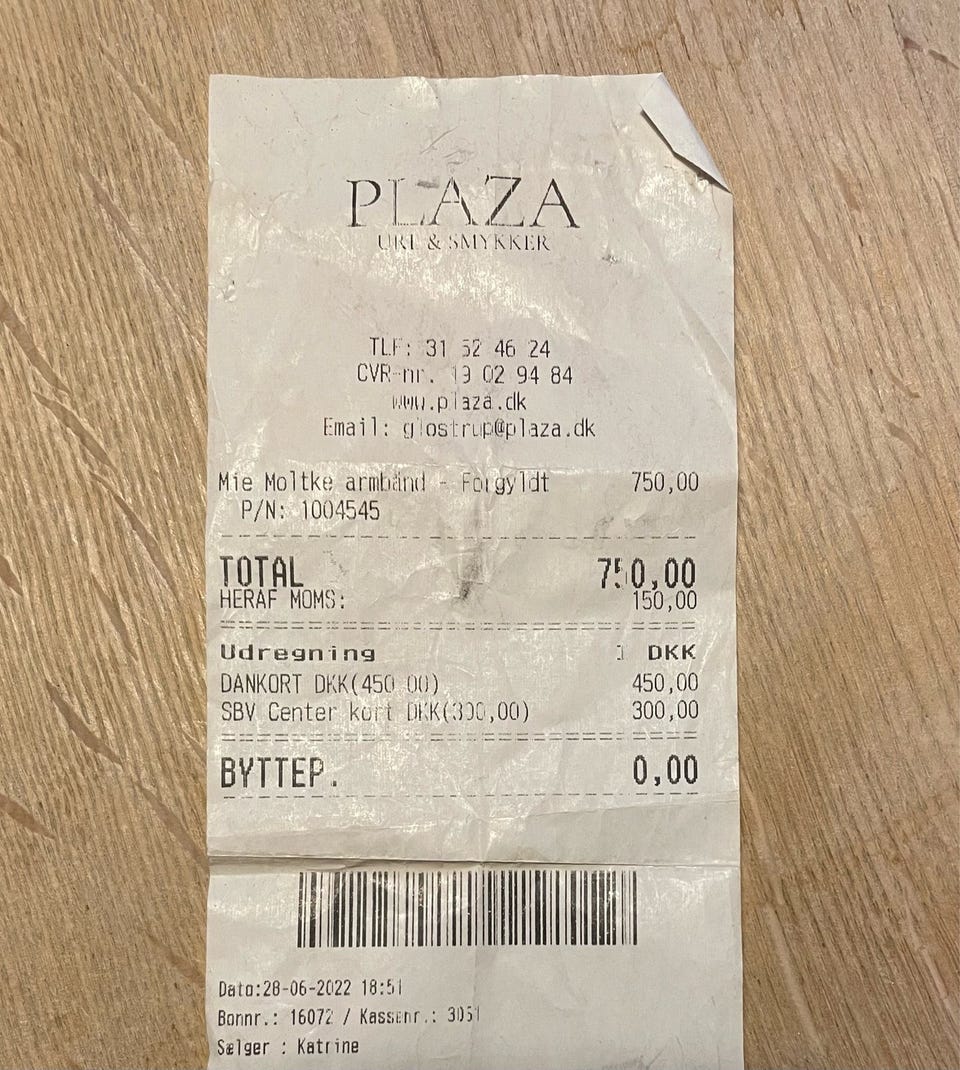 PLAZA
URE & SMYKKER
TLF: 31 52 46 24
CVR-nr. 19 02 94 84
www.plaza.dk
Email: glostrup@plaza.dk
Mie Moltke armbånd - Forgyldt 750,00
P/N: 1004545
TOTAL 750,00
HERAF MOMS: 150,00
Udregning I DKK
DANKORT DKK(450,00) 450,00
SBV Center kort DKK(300,00) 300,00
BYTTEP. 0,00
Dato:28-06-2022 18:51
Bonnr.: 16072 / Kassenr.: 3051
Sælger : Katrine